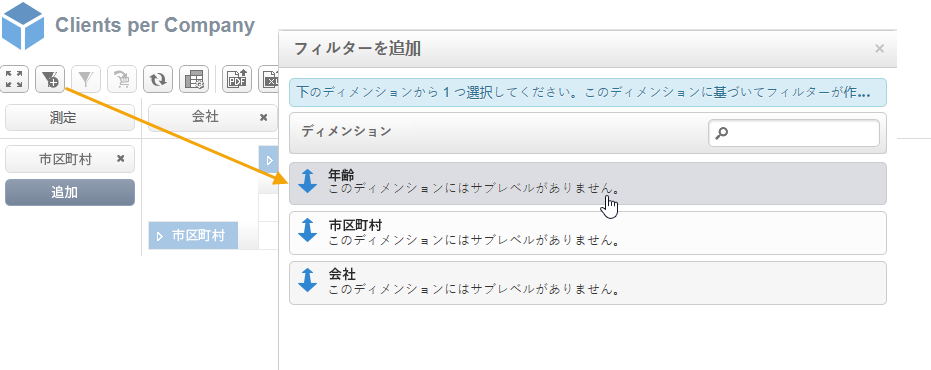 Clients per Company
フィルターを追加
下のディメンションから１つ選択してください。このディメンションに基づいてフィルターが作...
PDF
測定
会社
ディメンション
市区町村
年齢
このディメンションにはサブレベルがありません。
追加
市区町村
このディメンションにはサブレベルがありません。
市区町村
会社
このディメンションにはサブレベルがありません。